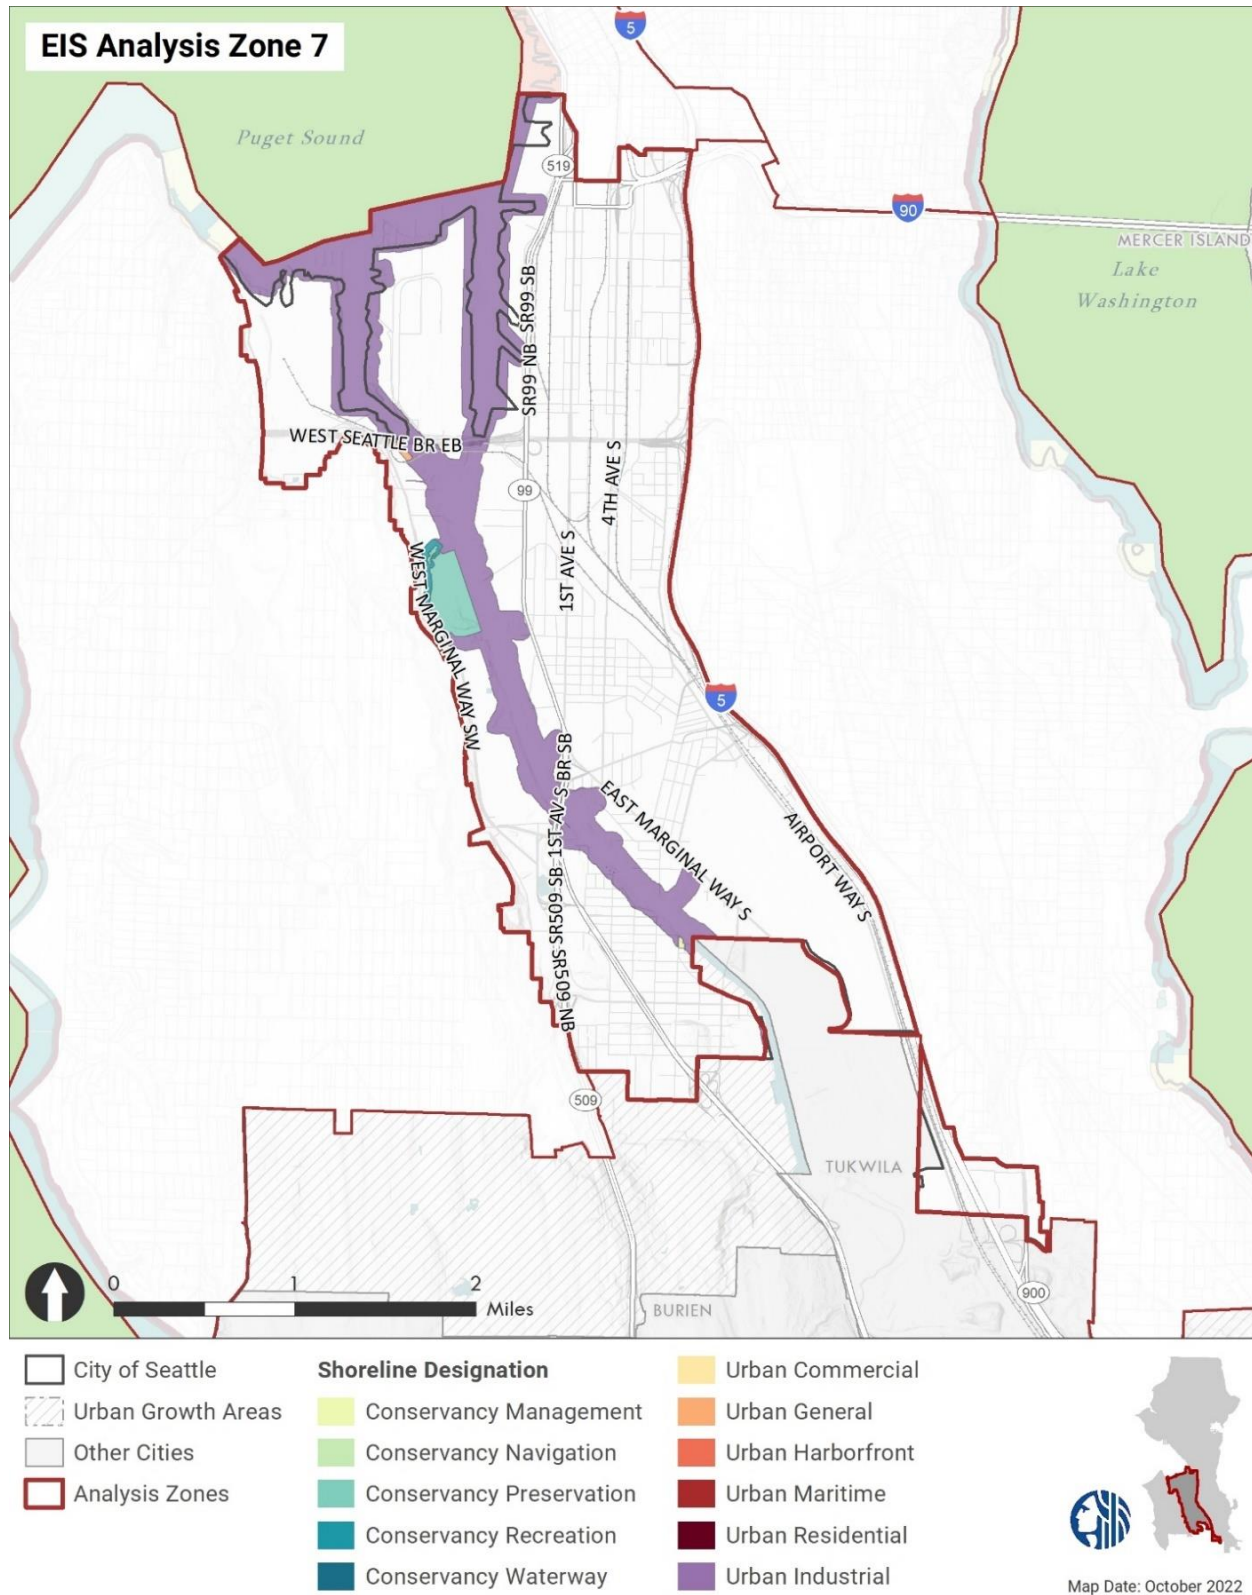 EIS Analysis Zone 7
5
Puget Sound
519
90
MERCER ISLAND
Lake
Washington
SR99 NB SR99 SB
WEST SEATTLE BR EB
99
4TH AVE S
1ST AVE S
WEST MARGINAL WAY SW
5
SR509 NB SR509 SB 1ST AV S BR SB
EAST MARGINAL WAY S
AIRPORT WAY S
509
TUKWILA
0 1 2
Miles
BURIEN
900
City of Seattle
Urban Growth Areas
Other Cities
Analysis Zones
Shoreline Designation
Conservancy Management
Conservancy Navigation
Conservancy Preservation
Conservancy Recreation
Conservancy Waterway
Urban Commercial
Urban General
Urban Harborfront
Urban Maritime
Urban Residential
Urban Industrial
Map Date: October 2022